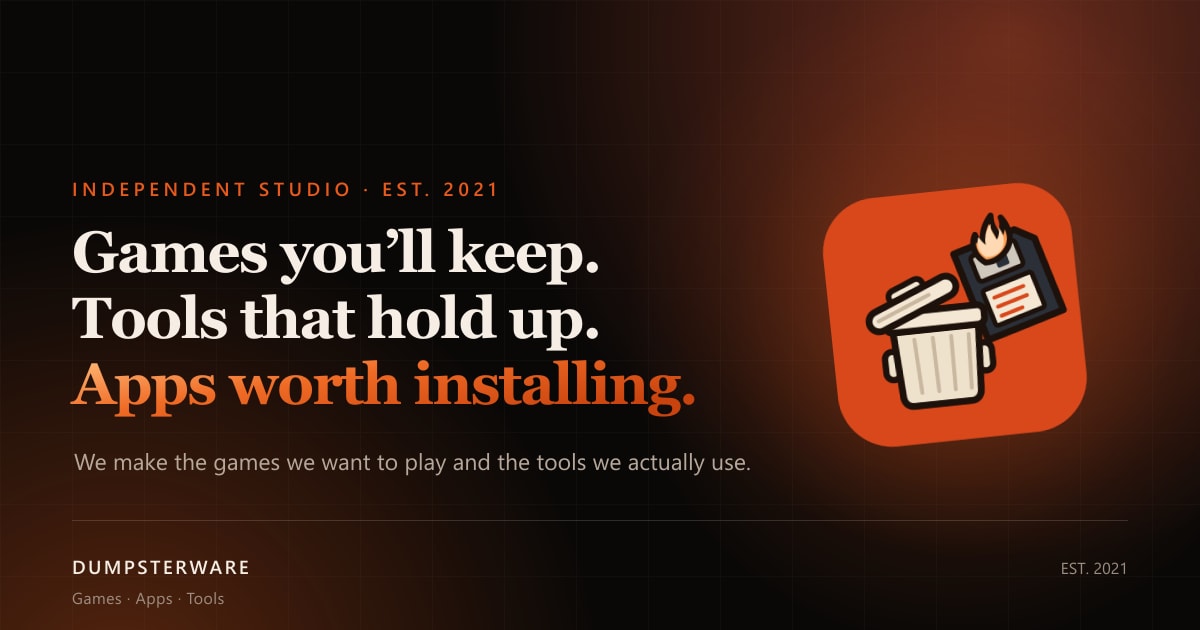 INDEPENDENT STUDIO · EST. 2021
Games you’ll keep.
Tools that hold up.
Apps worth installing.
We make the games we want to play and the tools we actually use.
DUMPSTERWARE
EST. 2021
Games · Apps · Tools